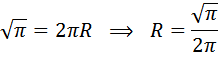 √π = 2πR ⟹ R = √π / 2π